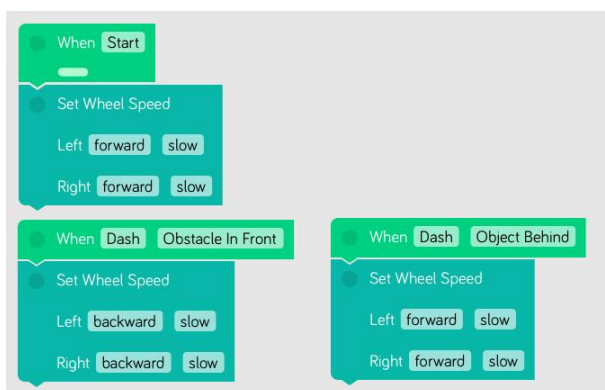 When Start
Set Wheel Speed
Left forward slow
Right forward slow
When Dash Obstacle In Front
Set Wheel Speed
Left backward slow
Right backward slow
When Dash Object Behind
Set Wheel Speed
Left forward slow
Right forward slow